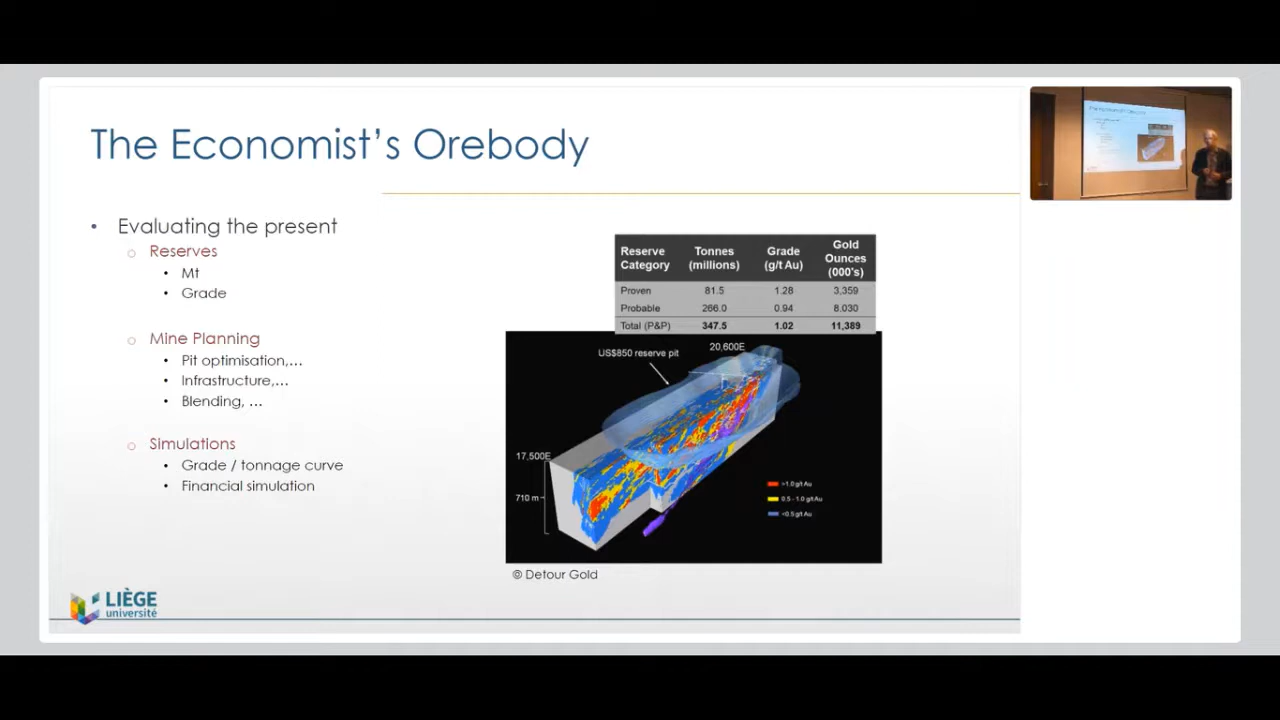 The Economist's Orebody
• Evaluating the present
o Reserves
• Mt
• Grade
o Mine Planning
• Pit optimisation,...
• Infrastructure,...
• Blending, ...
o Simulations
• Grade / tonnage curve
• Financial simulation
Reserve Category Tonnes (millions) Grade (g/t Au) Gold Ounces (000's)
Proven 81.5 1.28 3,359
Probable 266.0 0.94 8,030
Total (P&P) 347.5 1.02 11,389
US$850 reserve pit
20,600E
17,500E
710 m
>1.0 g/t Au
0.5 - 1.0 g/t Au
<0.5 g/t Au
© Detour Gold
LIÈGE
université
The Economist's Orebody